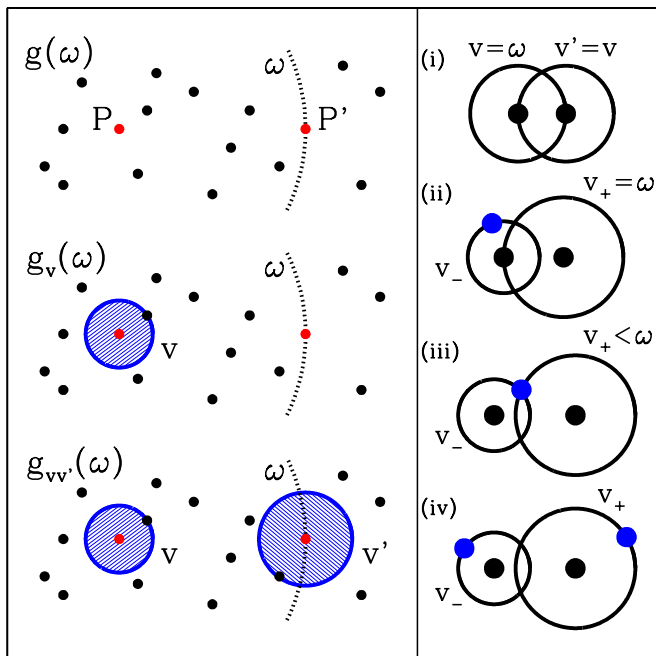 g(ω)
ω
P
P'
g_v(ω)
ω
v
g_vv'(ω)
ω
v
v'
(i)
v=ω v'=v
(ii)
v_+=ω
v_-
(iii)
v_+<ω
v_-
(iv)
v_+
v_-